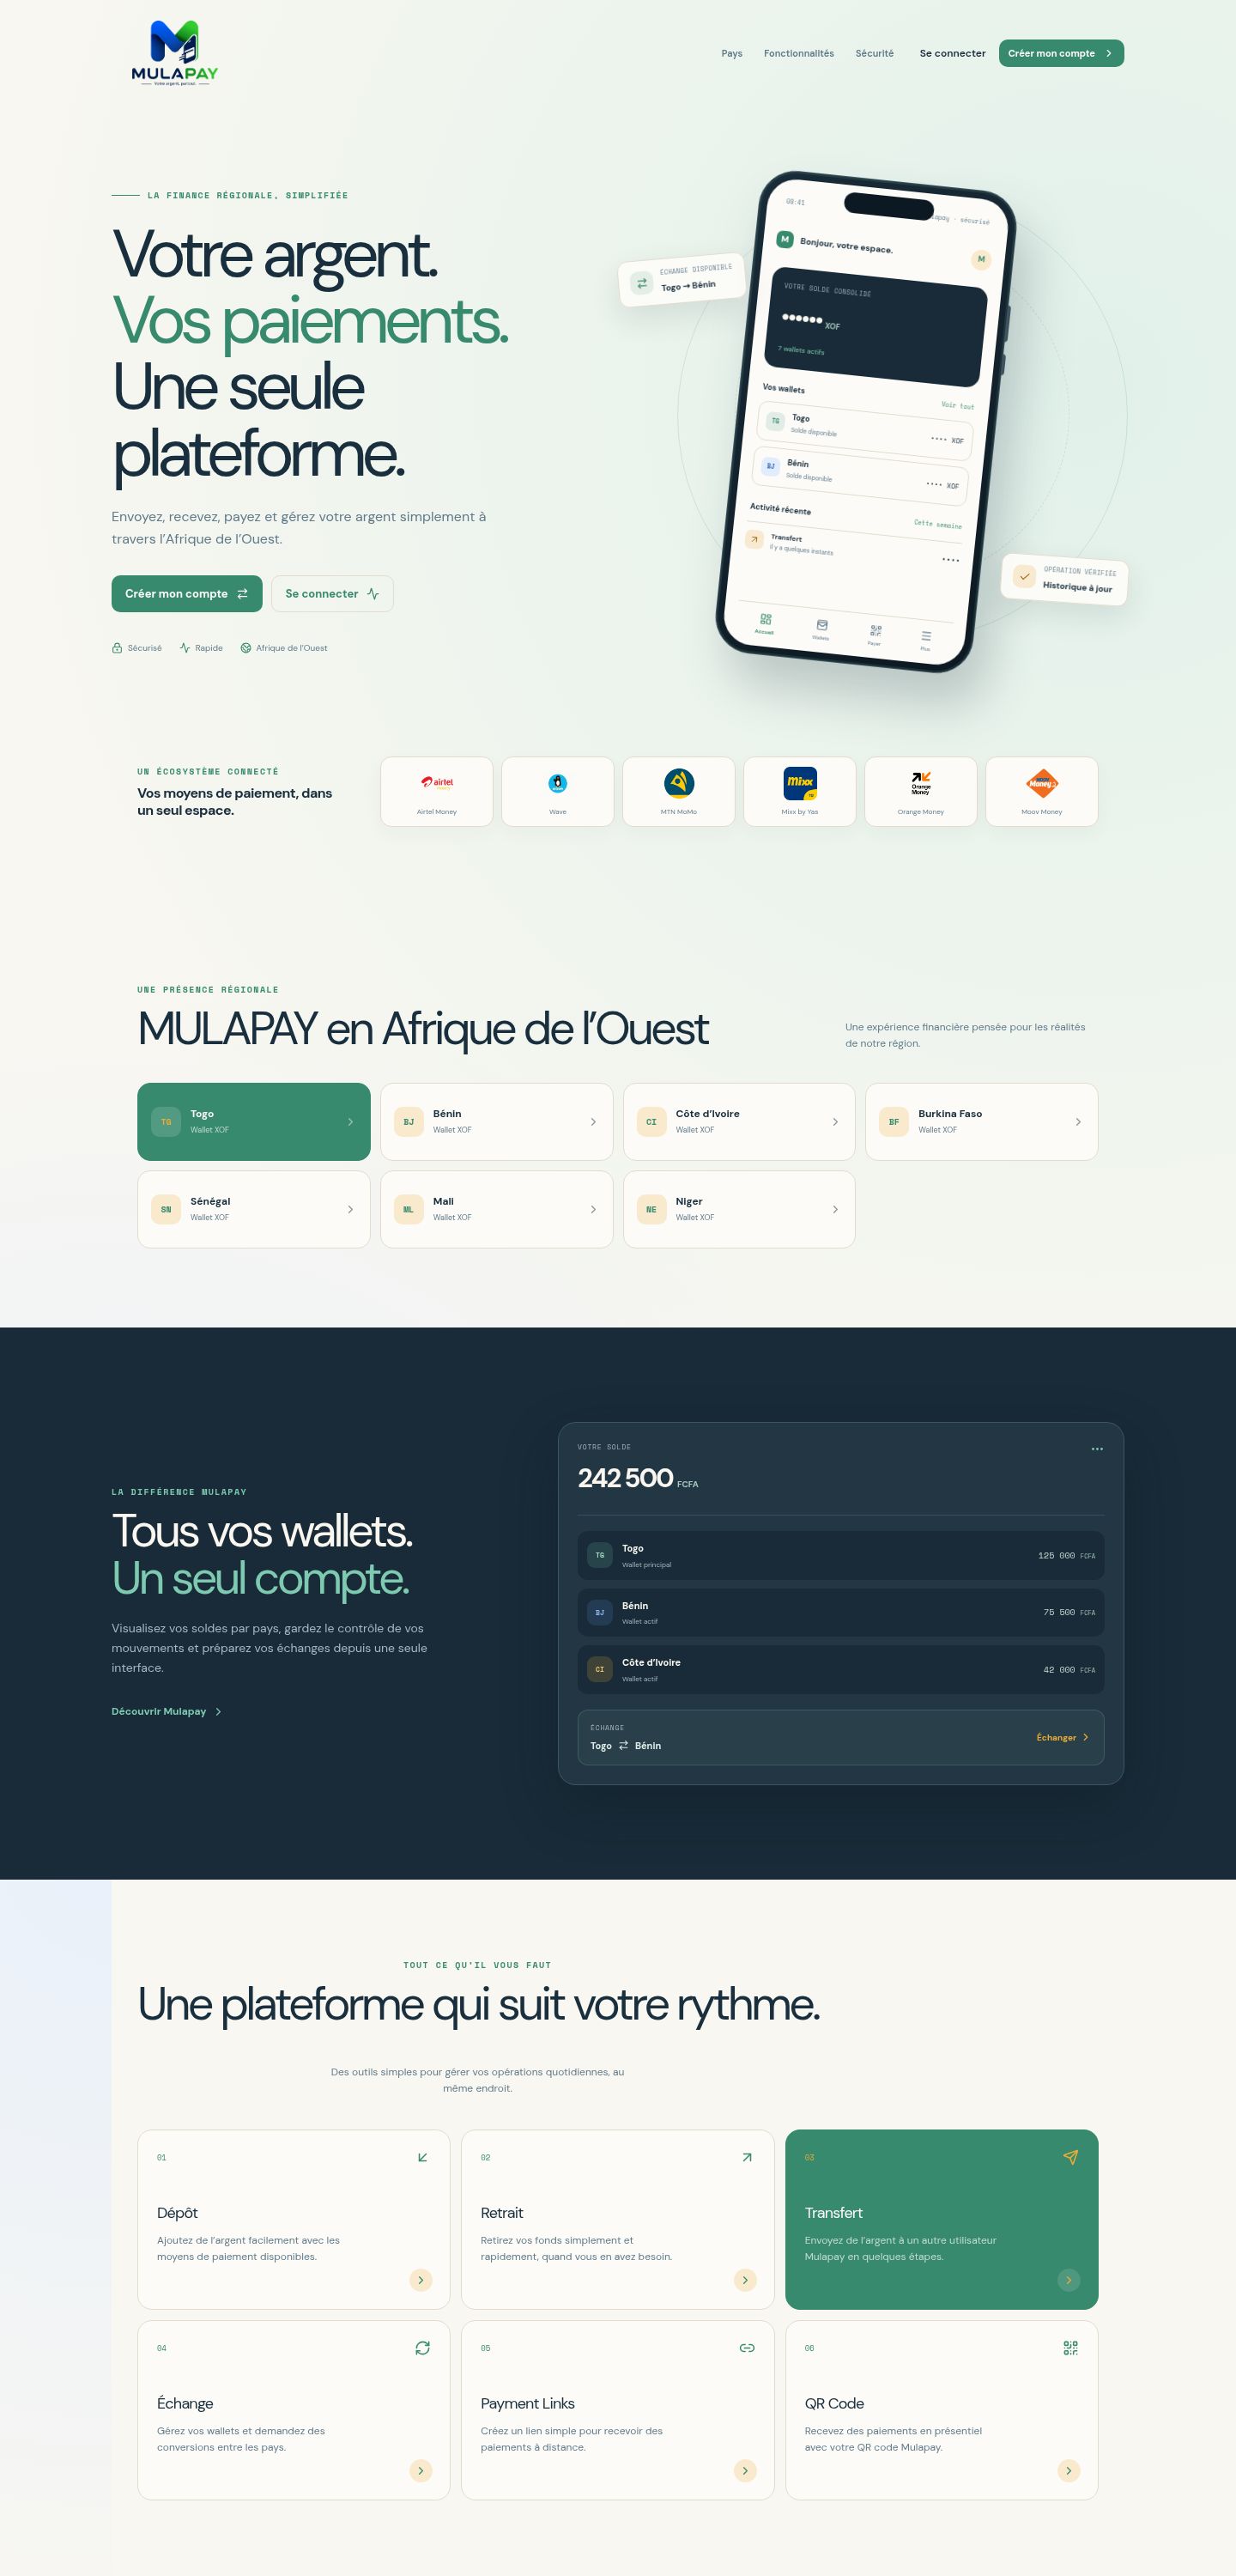 MULAPAY
Votre argent, partout.
Pays
Fonctionnalités
Sécurité
Se connecter
Créer mon compte
LA FINANCE RÉGIONALE, SIMPLIFIÉE
Votre argent.
Vos paiements.
Une seule
plateforme.
Envoyez, recevez, payez et gérez votre argent simplement à
travers l’Afrique de l’Ouest.
Créer mon compte
Se connecter
Sécurisé
Rapide
Afrique de l’Ouest
ÉCHANGE DISPONIBLE
Togo → Bénin
09:41
lapay · sécurisé
M
Bonjour, votre espace.
M
VOTRE SOLDE CONSOLIDÉ
•••••• XOF
7 wallets actifs
Vos wallets
Voir tout
TG
Togo
Solde disponible
•••• XOF
BJ
Bénin
Solde disponible
•••• XOF
Activité récente
Cette semaine
Transfert
Il y a quelques instants
••••
Accueil
Wallets
Payer
Plus
OPÉRATION VÉRIFIÉE
Historique à jour
UN ÉCOSYSTÈME CONNECTÉ
Vos moyens de paiement, dans
un seul espace.
airtel
Airtel Money
Wave
MTN MoMo
mixx
Mixx by Yas
Orange
Money
Orange Money
Money
Moov Money
UNE PRÉSENCE RÉGIONALE
MULAPAY en Afrique de l’Ouest
Une expérience financière pensée pour les réalités
de notre région.
TG
Togo
Wallet XOF
BJ
Bénin
Wallet XOF
CI
Côte d’Ivoire
Wallet XOF
BF
Burkina Faso
Wallet XOF
SN
Sénégal
Wallet XOF
ML
Mali
Wallet XOF
NE
Niger
Wallet XOF
LA DIFFÉRENCE MULAPAY
Tous vos wallets.
Un seul compte.
Visualisez vos soldes par pays, gardez le contrôle de vos
mouvements et préparez vos échanges depuis une seule
interface.
Découvrir Mulapay
VOTRE SOLDE
242 500 FCFA
TG
Togo
Wallet principal
125 000 FCFA
BJ
Bénin
Wallet actif
75 500 FCFA
CI
Côte d’Ivoire
Wallet actif
42 000 FCFA
ÉCHANGE
Togo ⇄ Bénin
Échanger
TOUT CE QU’IL VOUS FAUT
Une plateforme qui suit votre rythme.
Des outils simples pour gérer vos opérations quotidiennes, au
même endroit.
01
Dépôt
Ajoutez de l’argent facilement avec les
moyens de paiement disponibles.
02
Retrait
Retirez vos fonds simplement et
rapidement, quand vous en avez besoin.
03
Transfert
Envoyez de l’argent à un autre utilisateur
Mulapay en quelques étapes.
04
Échange
Gérez vos wallets et demandez des
conversions entre les pays.
05
Payment Links
Créez un lien simple pour recevoir des
paiements à distance.
06
QR Code
Recevez des paiements en présentiel
avec votre QR code Mulapay.